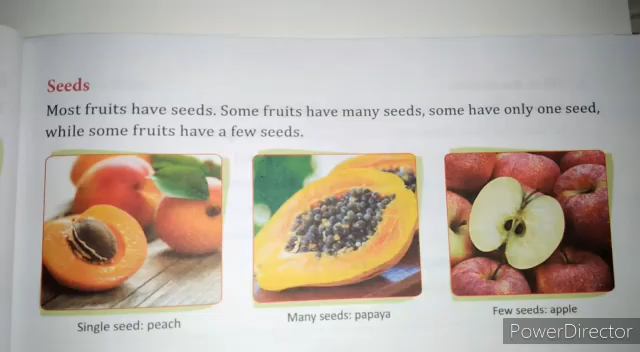 Seeds
Most fruits have seeds. Some fruits have many seeds, some have only one seed,
while some fruits have a few seeds.
Single seed: peach
Many seeds: papaya
Few seeds: apple
PowerDirector